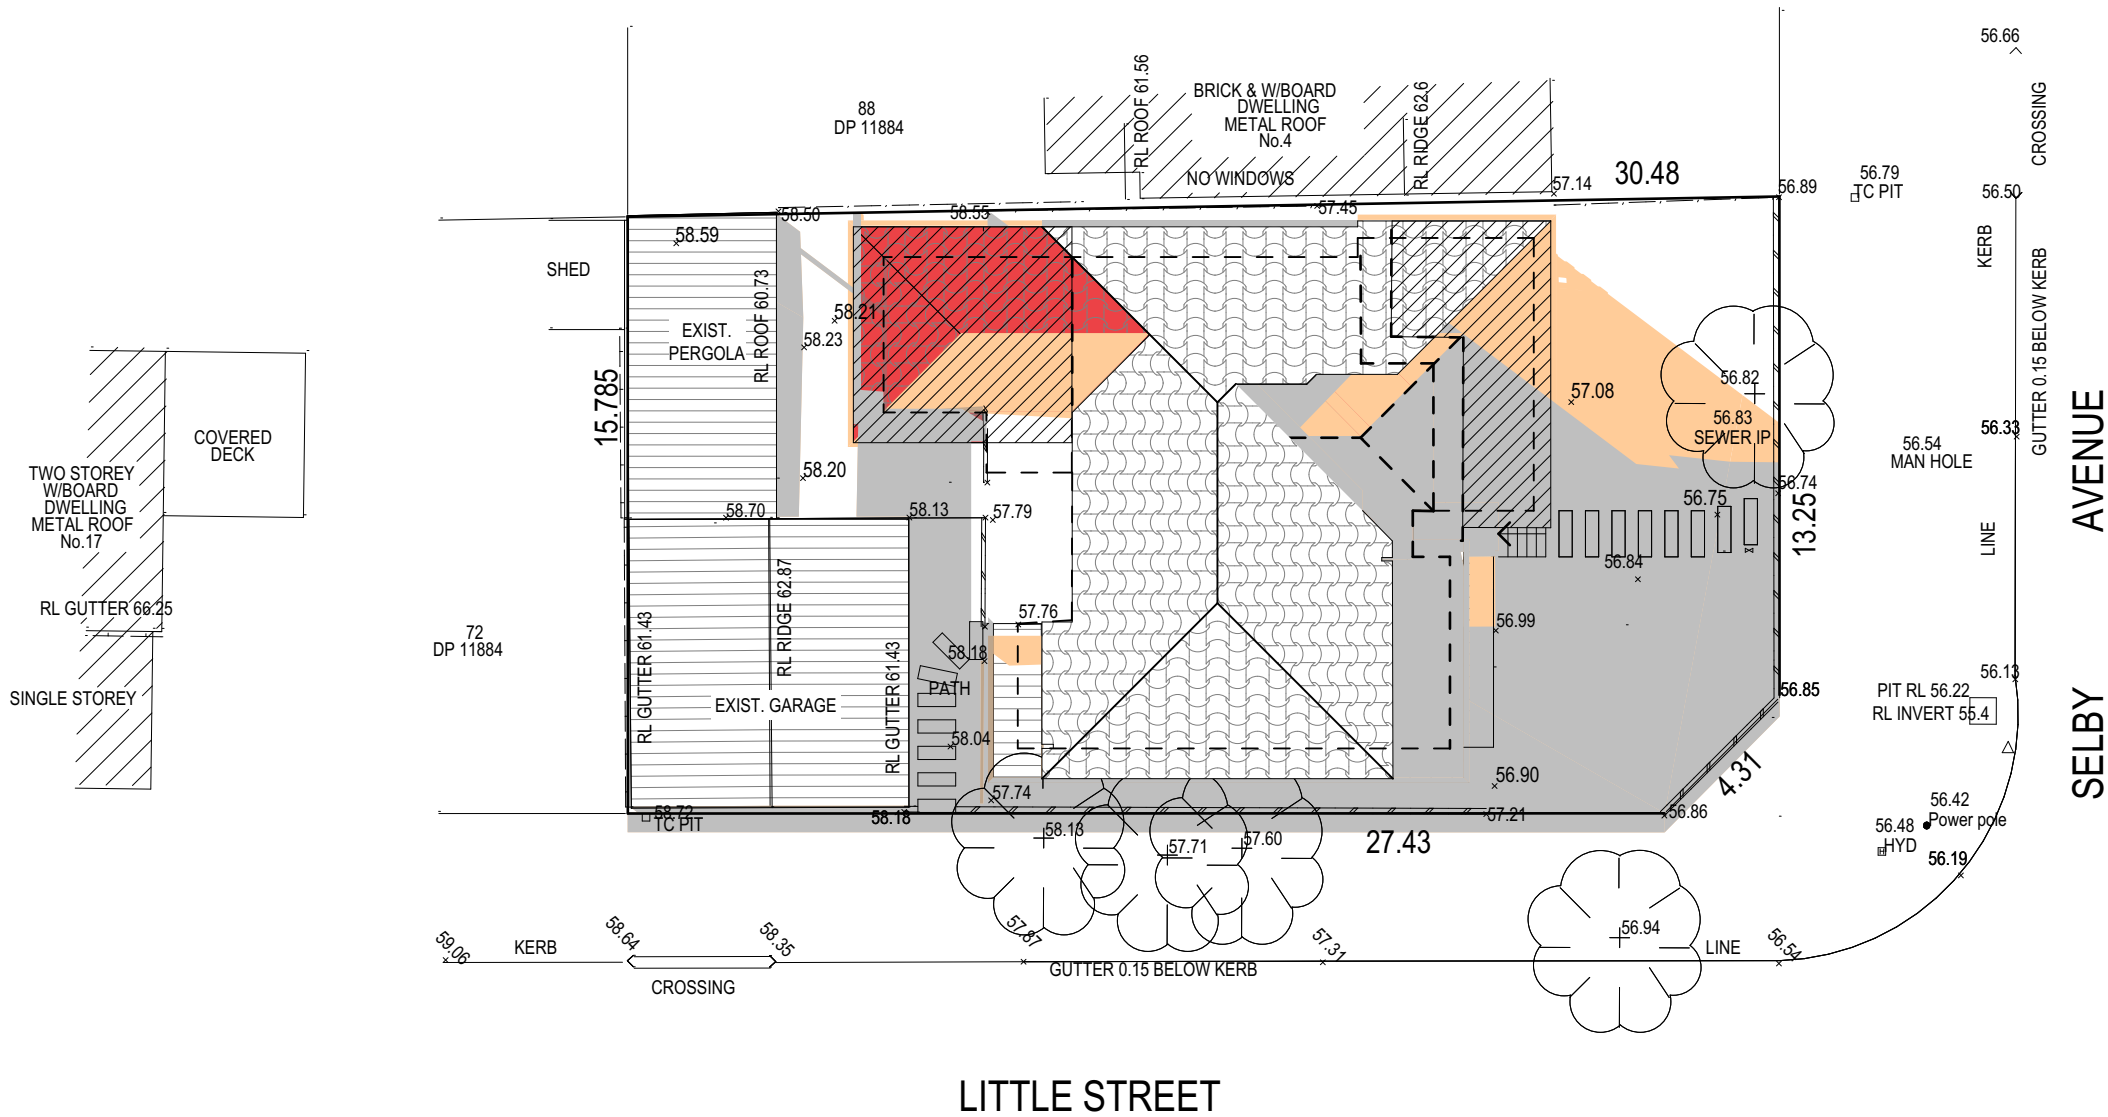 56.66
CROSSING
RL ROOF 61.56
BRICK & W/BOARD
DWELLING
METAL ROOF
No.4
RL RIDGE 62.6
88
DP 11884
NO WINDOWS
57.14
30.48
56.89
56.79
TC PIT
56.50
KERB
GUTTER 0.15 BELOW KERB
58.50
58.55
57.45
58.59
SHED
RL ROOF 60.73
58.21
58.23
EXIST.
PERGOLA
15.785
COVERED
DECK
57.08
56.82
56.83
SEWER IP
56.54
MAN HOLE
56.33
AVENUE
TWO STOREY
W/BOARD
DWELLING
METAL ROOF
No.17
58.20
56.74
56.75
58.70
58.13
57.79
13.25
LINE
56.84
RL GUTTER 66.25
RL RIDGE 62.87
57.76
56.99
72
DP 11884
RL GUTTER 61.43
RL GUTTER 61.43
58.18
PATH
SINGLE STOREY
EXIST. GARAGE
58.04
56.13
56.85
PIT RL 56.22
RL INVERT 55.4
SELBY
4.31
56.90
57.74
58.72
TC PIT
58.18
57.21
56.86
56.42
Power pole
56.48
HYD
56.19
58.13
57.71
57.60
27.43
59.06
KERB
58.64
58.35
57.87
57.31
56.94
LINE
56.54
GUTTER 0.15 BELOW KERB
CROSSING
LITTLE STREET